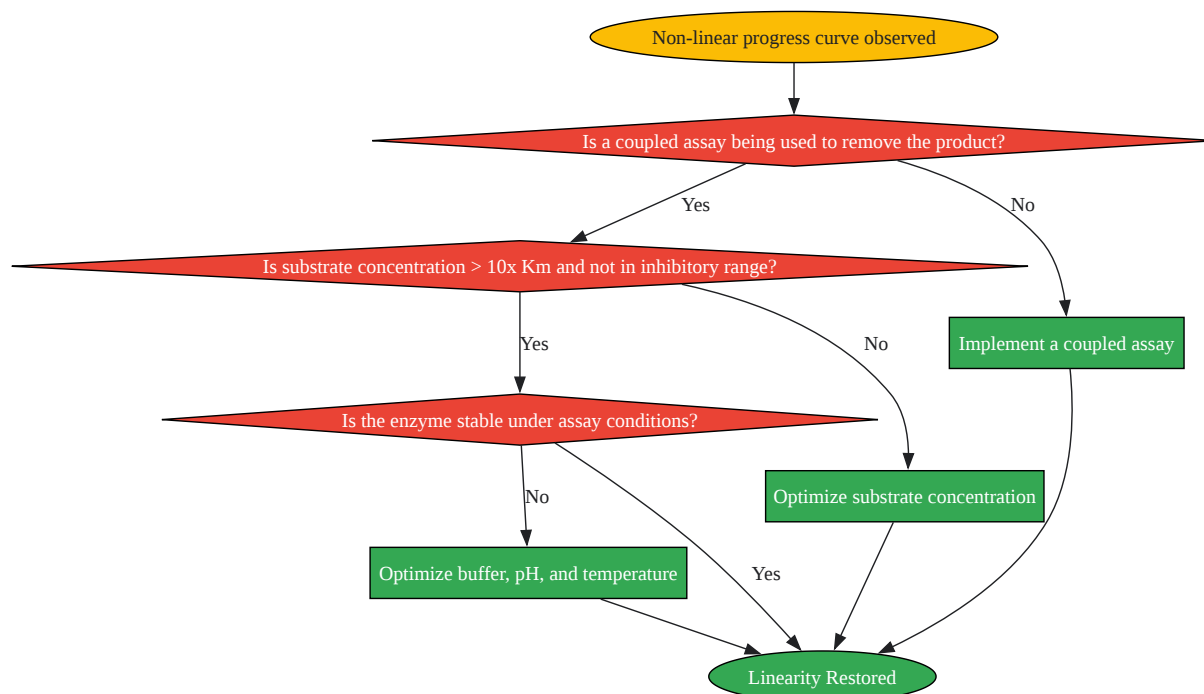 Non-linear progress curve observed
Is a coupled assay being used to remove the product?
Yes
No
Is substrate concentration > 10x Km and not in inhibitory range?
Yes
No
Implement a coupled assay
Is the enzyme stable under assay conditions?
No
Yes
Optimize substrate concentration
Optimize buffer, pH, and temperature
Linearity Restored